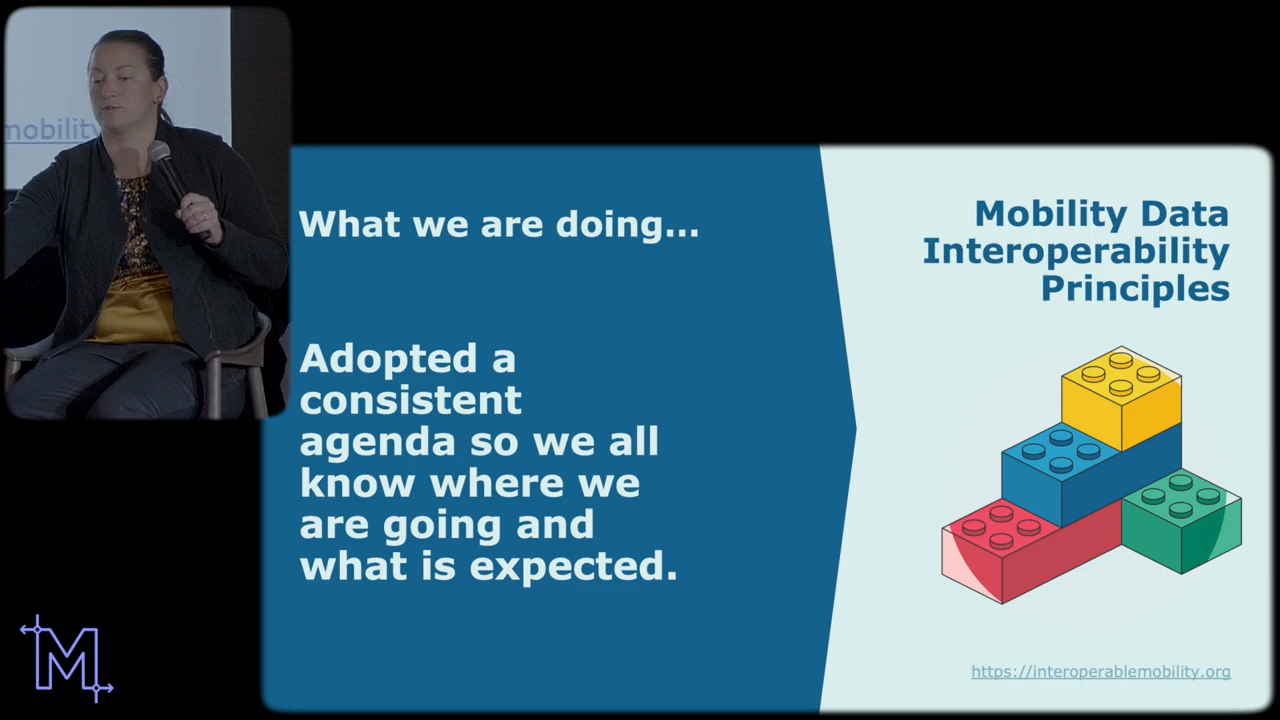 mobility
What we are doing...
Adopted a
consistent
agenda so we all
know where we
are going and
what is expected.
Mobility Data
Interoperability
Principles
https://interoperablemobility.org
M